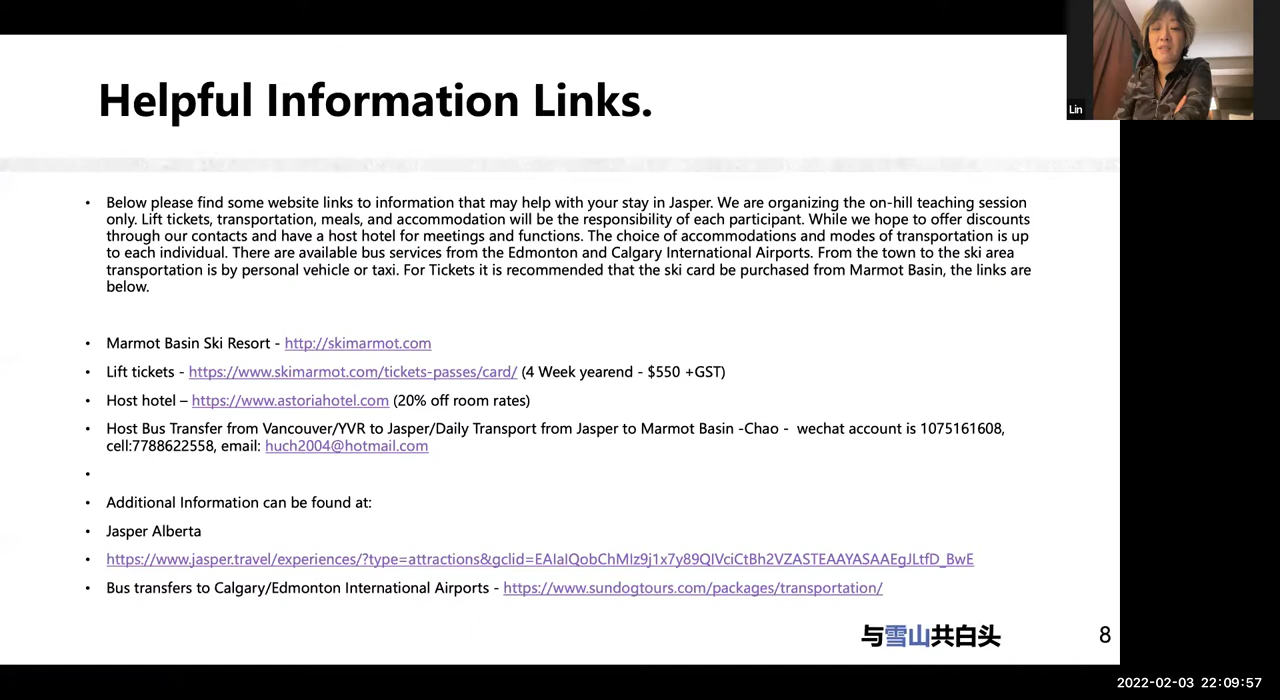 Helpful Information Links.
Lin
• Below please find some website links to information that may help with your stay in Jasper. We are organizing the on-hill teaching session
only. Lift tickets, transportation, meals, and accommodation will be the responsibility of each participant. While we hope to offer discounts
through our contacts and have a host hotel for meetings and functions. The choice of accommodations and modes of transportation is up
to each individual. There are available bus services from the Edmonton and Calgary International Airports. From the town to the ski area
transportation is by personal vehicle or taxi. For Tickets it is recommended that the ski card be purchased from Marmot Basin, the links are
below.
• Marmot Basin Ski Resort - http://skimarmot.com
• Lift tickets - https://www.skimarmot.com/tickets-passes/card/ (4 Week yearend - $550 +GST)
• Host hotel – https://www.astoriahotel.com (20% off room rates)
• Host Bus Transfer from Vancouver/YVR to Jasper/Daily Transport from Jasper to Marmot Basin -Chao - wechat account is 1075161608,
cell:7788622558, email: huch2004@hotmail.com
•
• Additional Information can be found at:
• Jasper Alberta
• https://www.jasper.travel/experiences/?type=attractions&gclid=EAIaIQobChMIz9j1x7y89QIVciCtBh2VZASTEAAYASAAEgJLtfD_BwE
• Bus transfers to Calgary/Edmonton International Airports - https://www.sundogtours.com/packages/transportation/
与雪山共白头
8
2022-02-03 22:09:57